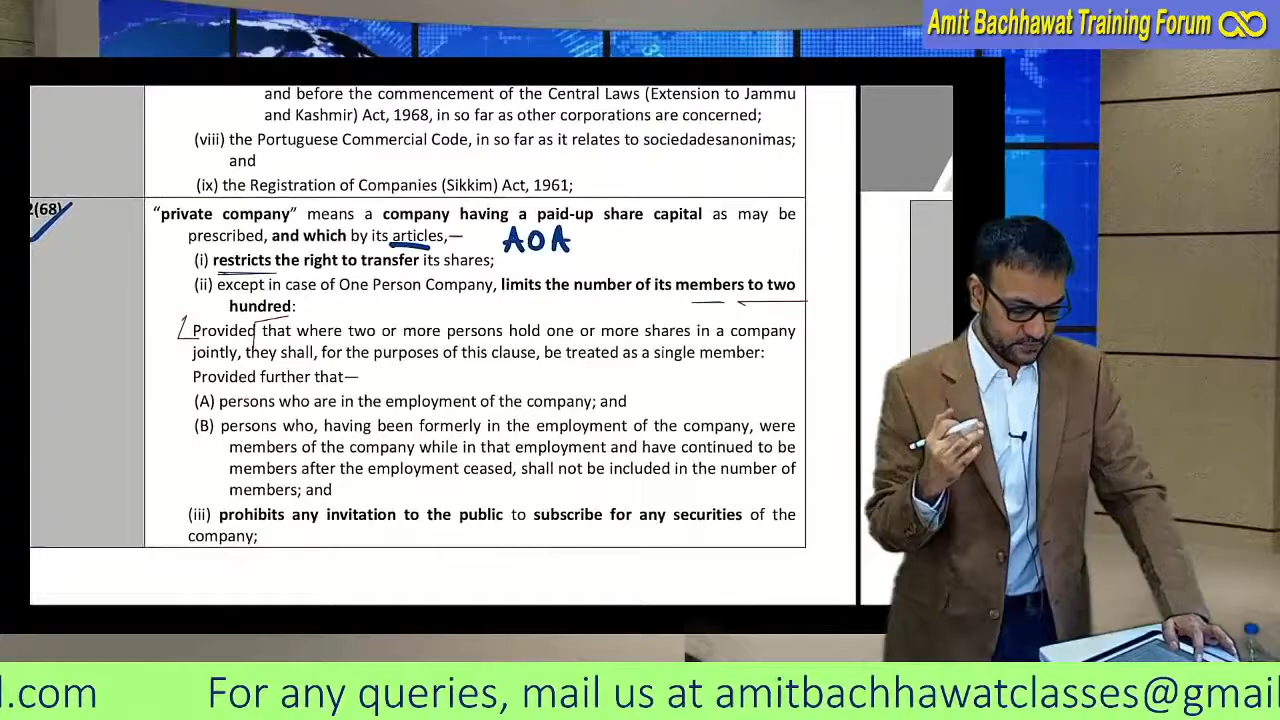 Amit Bachhawat Training Forum
and before the commencement of the Central Laws (Extension to Jammu
and Kashmir) Act, 1968, in so far as other corporations are concerned;
(viii) the Portuguese Commercial Code, in so far as it relates to sociedadesanonimas;
and
(ix) the Registration of Companies (Sikkim) Act, 1961;
2(68)
“private company” means a company having a paid-up share capital as may be
prescribed, and which by its articles,—
AOA
(i) restricts the right to transfer its shares;
(ii) except in case of One Person Company, limits the number of its members to two
hundred:
Provided that where two or more persons hold one or more shares in a company
jointly, they shall, for the purposes of this clause, be treated as a single member:
Provided further that—
(A) persons who are in the employment of the company; and
(B) persons who, having been formerly in the employment of the company, were
members of the company while in that employment and have continued to be
members after the employment ceased, shall not be included in the number of
members; and
(iii) prohibits any invitation to the public to subscribe for any securities of the
company;
l.com For any queries, mail us at amitbachhawatclasses@gmail